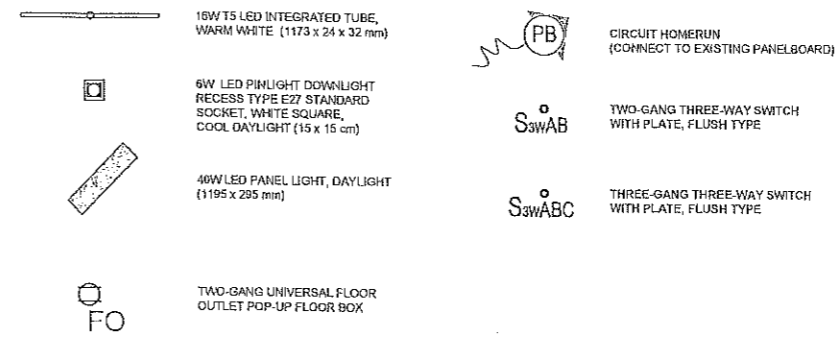 16W T5 LED INTEGRATED TUBE,
WARM WHITE (1173 x 24 x 32 mm)
6W LED PINLIGHT DOWNLIGHT
RECESS TYPE E27 STANDARD
SOCKET, WHITE SQUARE,
COOL DAYLIGHT (15 x 15 cm)
40W LED PANEL LIGHT, DAYLIGHT
(1195 x 295 mm)
FO
TWO-GANG UNIVERSAL FLOOR
OUTLET POP-UP FLOOR BOX
PB
CIRCUIT HOMERUN
(CONNECT TO EXISTING PANELBOARD)
S3WAB
TWO-GANG THREE-WAY SWITCH
WITH PLATE, FLUSH TYPE
S3WABC
THREE-GANG THREE-WAY SWITCH
WITH PLATE, FLUSH TYPE